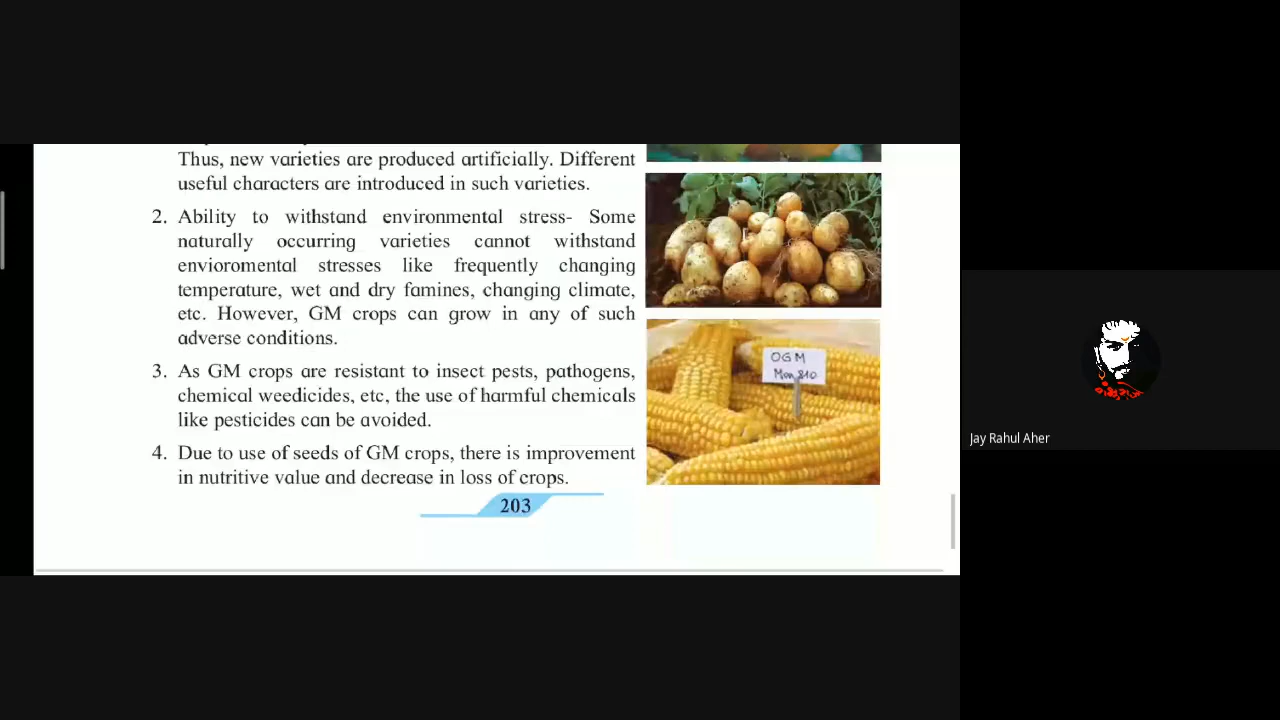 Thus, new varieties are produced artificially. Different
useful characters are introduced in such varieties.
2. Ability to withstand environmental stress- Some
naturally occurring varieties cannot withstand
envioromental stresses like frequently changing
temperature, wet and dry famines, changing climate,
etc. However, GM crops can grow in any of such
adverse conditions.
3. As GM crops are resistant to insect pests, pathogens,
chemical weedicides, etc, the use of harmful chemicals
like pesticides can be avoided.
4. Due to use of seeds of GM crops, there is improvement
in nutritive value and decrease in loss of crops.
203
OGM
Mon 810
Jay Rahul Aher